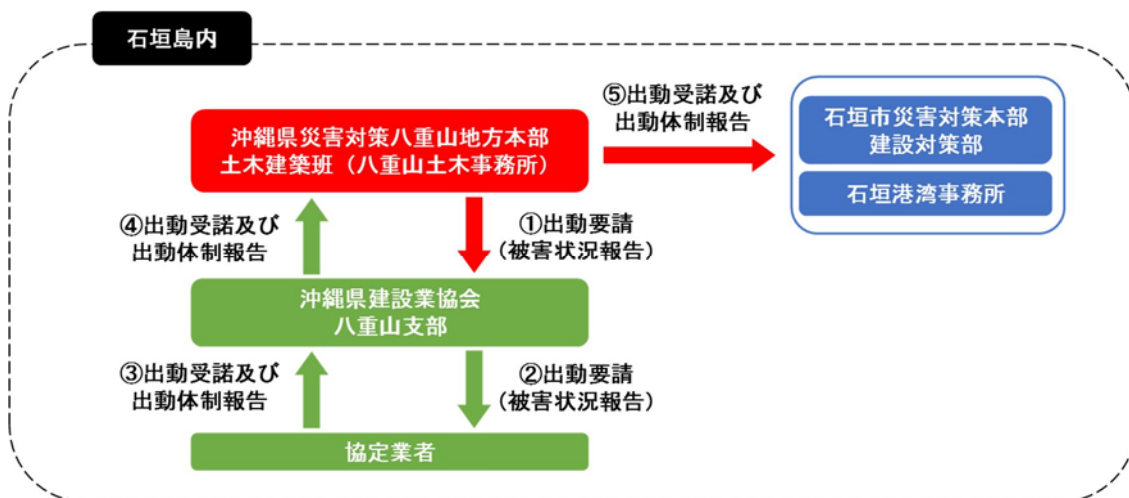 石垣島内
沖縄県災害対策八重山地方本部
土木建築班（八重山土木事務所）
⑤出動受諾及び
出動体制報告
石垣市災害対策本部
建設対策部
石垣港湾事務所
④出動受諾及び
出動体制報告
①出動要請
（被害状況報告）
沖縄県建設業協会
八重山支部
③出動受諾及び
出動体制報告
②出動要請
（被害状況報告）
協定業者